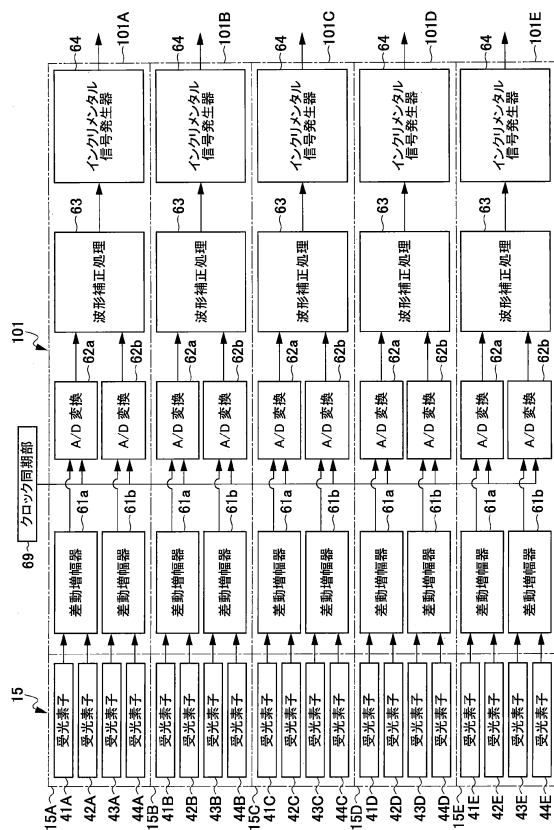 69
クロック同期部
15
101
15A
41A
受光素子
42A
受光素子
43A
受光素子
44A
受光素子
差動増幅器
61a
差動増幅器
61b
A/D 変換
62a
A/D 変換
62b
波形補正処理
63
インクリメンタル
信号発生器
64
101A
15B
41B
受光素子
42B
受光素子
43B
受光素子
44B
受光素子
差動増幅器
61a
差動増幅器
61b
A/D 変換
62a
A/D 変換
62b
波形補正処理
63
インクリメンタル
信号発生器
64
101B
15C
41C
受光素子
42C
受光素子
43C
受光素子
44C
受光素子
差動増幅器
61a
差動増幅器
61b
A/D 変換
62a
A/D 変換
62b
波形補正処理
63
インクリメンタル
信号発生器
64
101C
15D
41D
受光素子
42D
受光素子
43D
受光素子
44D
受光素子
差動増幅器
61a
差動増幅器
61b
A/D 変換
62a
A/D 変換
62b
波形補正処理
63
インクリメンタル
信号発生器
64
101D
15E
41E
受光素子
42E
受光素子
43E
受光素子
44E
受光素子
差動増幅器
61a
差動増幅器
61b
A/D 変換
62a
A/D 変換
62b
波形補正処理
63
インクリメンタル
信号発生器
64
101E